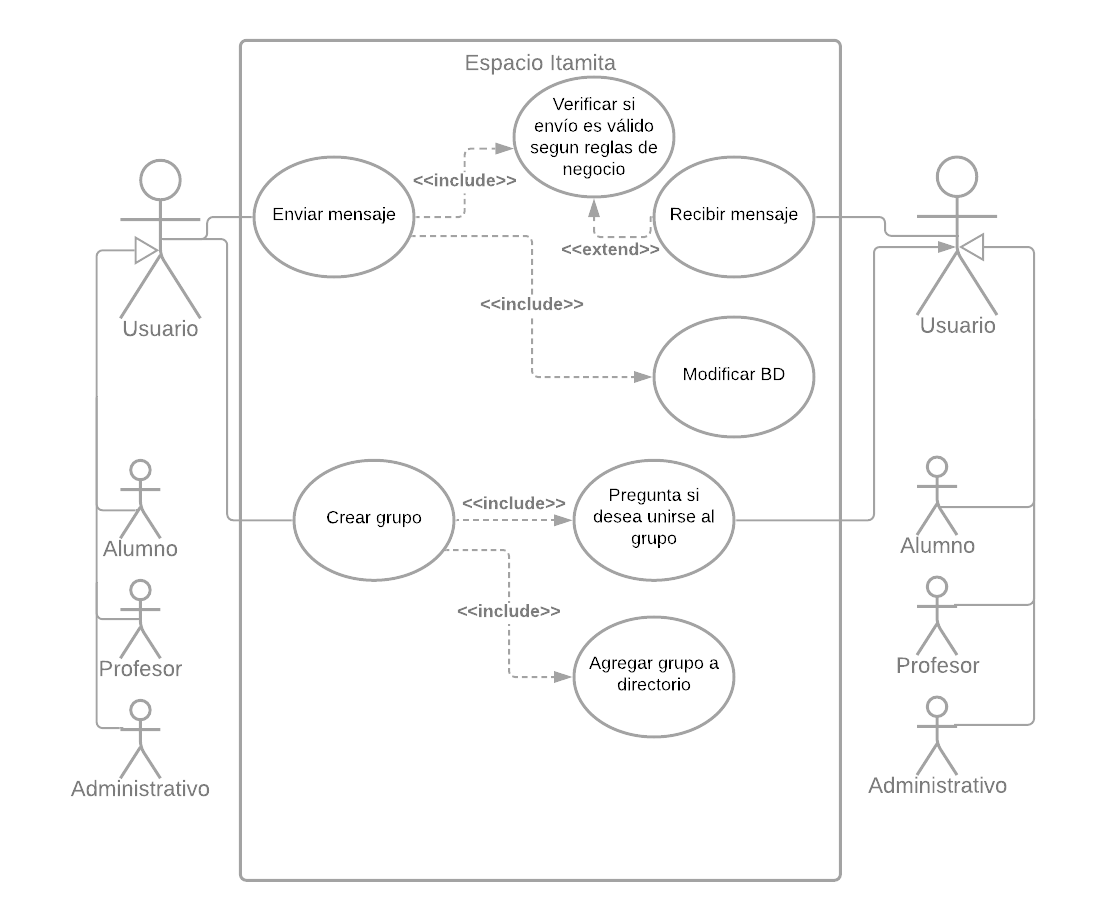 Espacio Itamita
Verificar si
envío es válido
segun reglas de
negocio
<<include>>
Enviar mensaje
Recibir mensaje
<<extend>>
<<include>>
Usuario
Usuario
Modificar BD
<<include>>
Pregunta si
desea unirse al
grupo
Crear grupo
Alumno
Alumno
<<include>>
Profesor
Profesor
Agregar grupo a
directorio
Administrativo
Administrativo